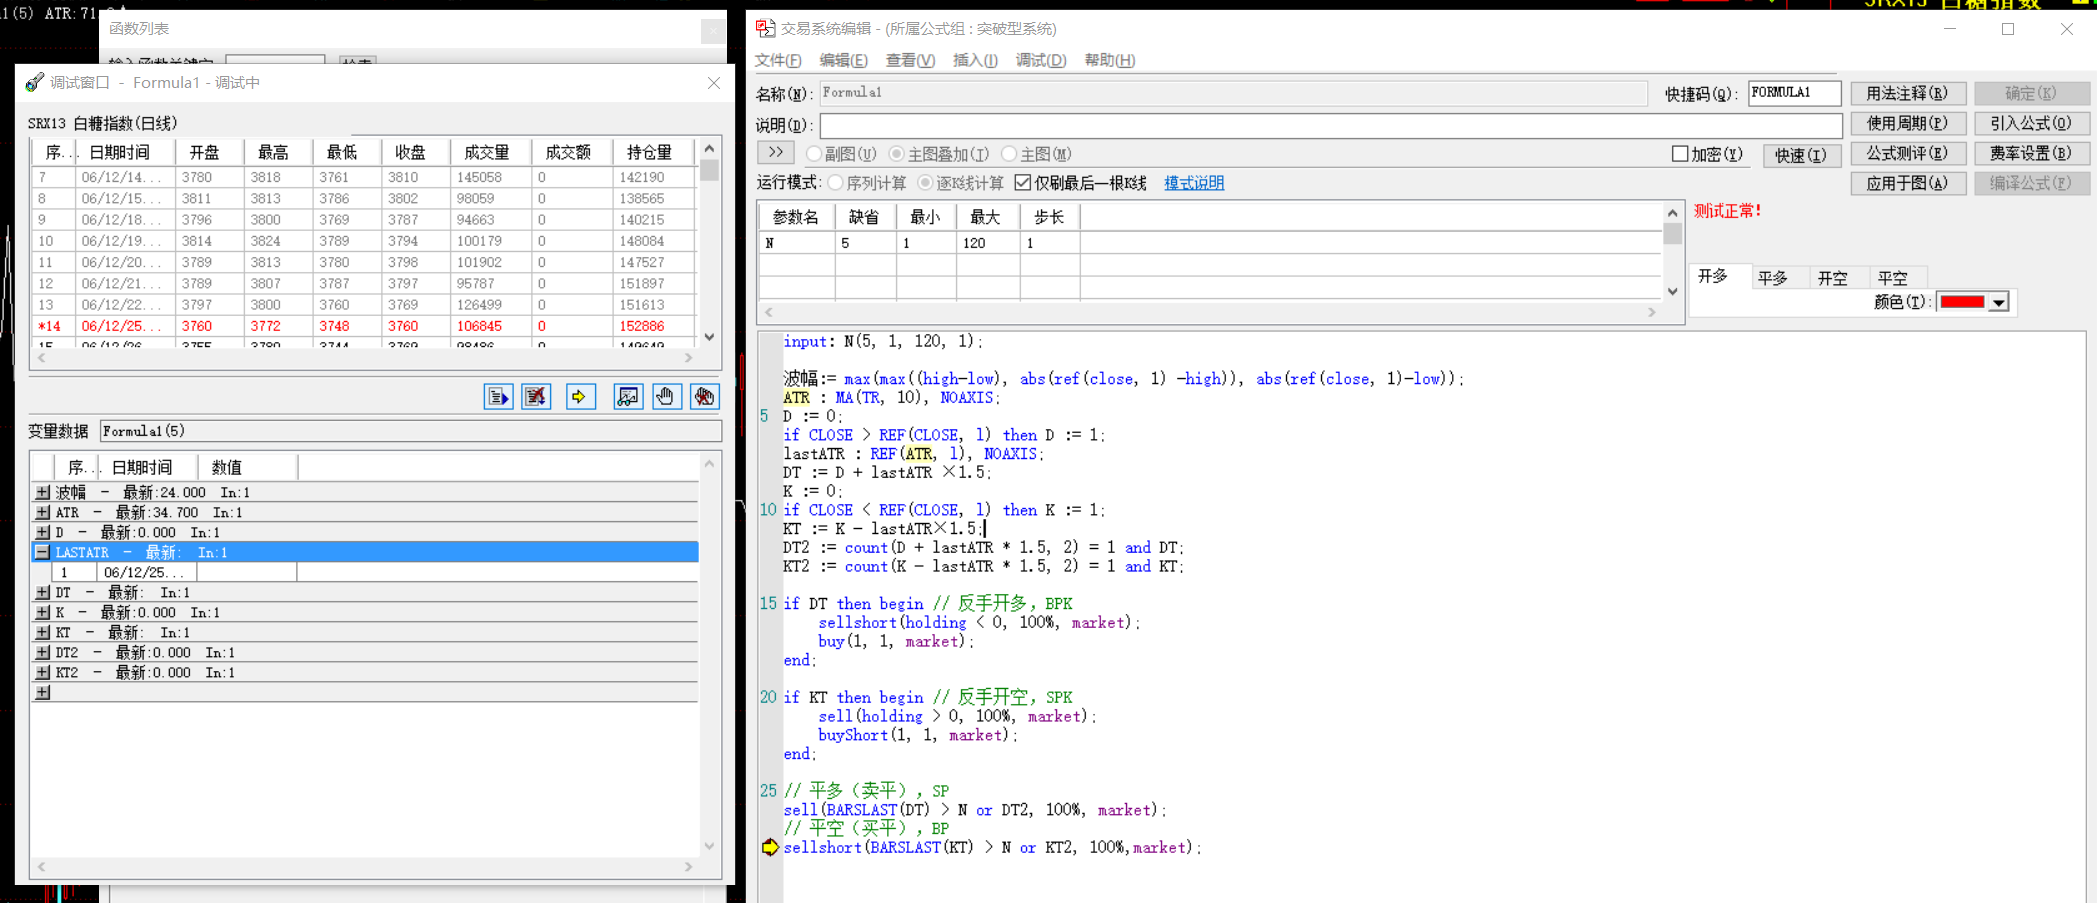 1(5) ATR:71.
函数列表
调试窗口 - Formula1 - 调试中
SRX13 白糖指数(日线)
序... 日期时间 开盘 最高 最低 收盘 成交量 成交额 持仓量
7 06/12/14... 3780 3818 3761 3810 145058 0 142190
8 06/12/15... 3811 3813 3786 3802 98059 0 138565
9 06/12/18... 3796 3800 3769 3787 94663 0 140215
10 06/12/19... 3814 3824 3789 3794 100179 0 148084
11 06/12/20... 3789 3813 3780 3798 101902 0 147527
12 06/12/21... 3789 3807 3787 3797 95787 0 151897
13 06/12/22... 3797 3800 3760 3769 126499 0 151613
*14 06/12/25... 3760 3772 3748 3760 106845 0 152886
变量数据 Formula1(5)
序... 日期时间 数值
波幅 - 最新:24.000 In:1
ATR - 最新:34.700 In:1
D - 最新:0.000 In:1
LASTATR - 最新: In:1
1 06/12/25...
DT - 最新: In:1
K - 最新:0.000 In:1
KT - 最新: In:1
DT2 - 最新:0.000 In:1
KT2 - 最新:0.000 In:1
SRX13 白糖指数
交易系统编辑 - (所属公式组 : 突破型系统)
文件(F) 编辑(E) 查看(V) 插入(I) 调试(D) 帮助(H)
名称(N): Formula1 快捷码(Q): FORMULA1 用法注释(R) 确定(K)
说明(D): 使用周期(P) 引入公式(O)
>> 副图(U) 主图叠加(T) 主图(M) 加密(Y) 快速(I) 公式测评(E) 费率设置(B)
运行模式: 序列计算 逐K线计算 仅刷最后一根K线 模式说明 应用于图(A) 编译公式(F)
参数名 缺省 最小 最大 步长
N 5 1 120 1
测试正常!
开多 平多 开空 平空
颜色(T):
input: N(5, 1, 120, 1);
波幅:= max(max((high-low), abs(ref(close, 1) -high)), abs(ref(close, 1)-low));
ATR : MA(TR, 10), NOAXIS;
5 D := 0;
if CLOSE > REF(CLOSE, l) then D := 1;
lastATR : REF(ATR, l), NOAXIS;
DT := D + lastATR ×1.5;
K := 0;
10 if CLOSE < REF(CLOSE, l) then K := 1;
KT := K - lastATR×1.5;
DT2 := count(D + lastATR * 1.5, 2) = 1 and DT;
KT2 := count(K - lastATR * 1.5, 2) = 1 and KT;
15 if DT then begin // 反手开多, BPK
sellshort(holding < 0, 100%, market);
buy(1, 1, market);
end;
20 if KT then begin // 反手开空, SPK
sell(holding > 0, 100%, market);
buyShort(1, 1, market);
end;
25 // 平多（卖平）, SP
sell(BARSLAST(DT) > N or DT2, 100%, market);
// 平空（买平）, BP
sellshort(BARSLAST(KT) > N or KT2, 100%,market);